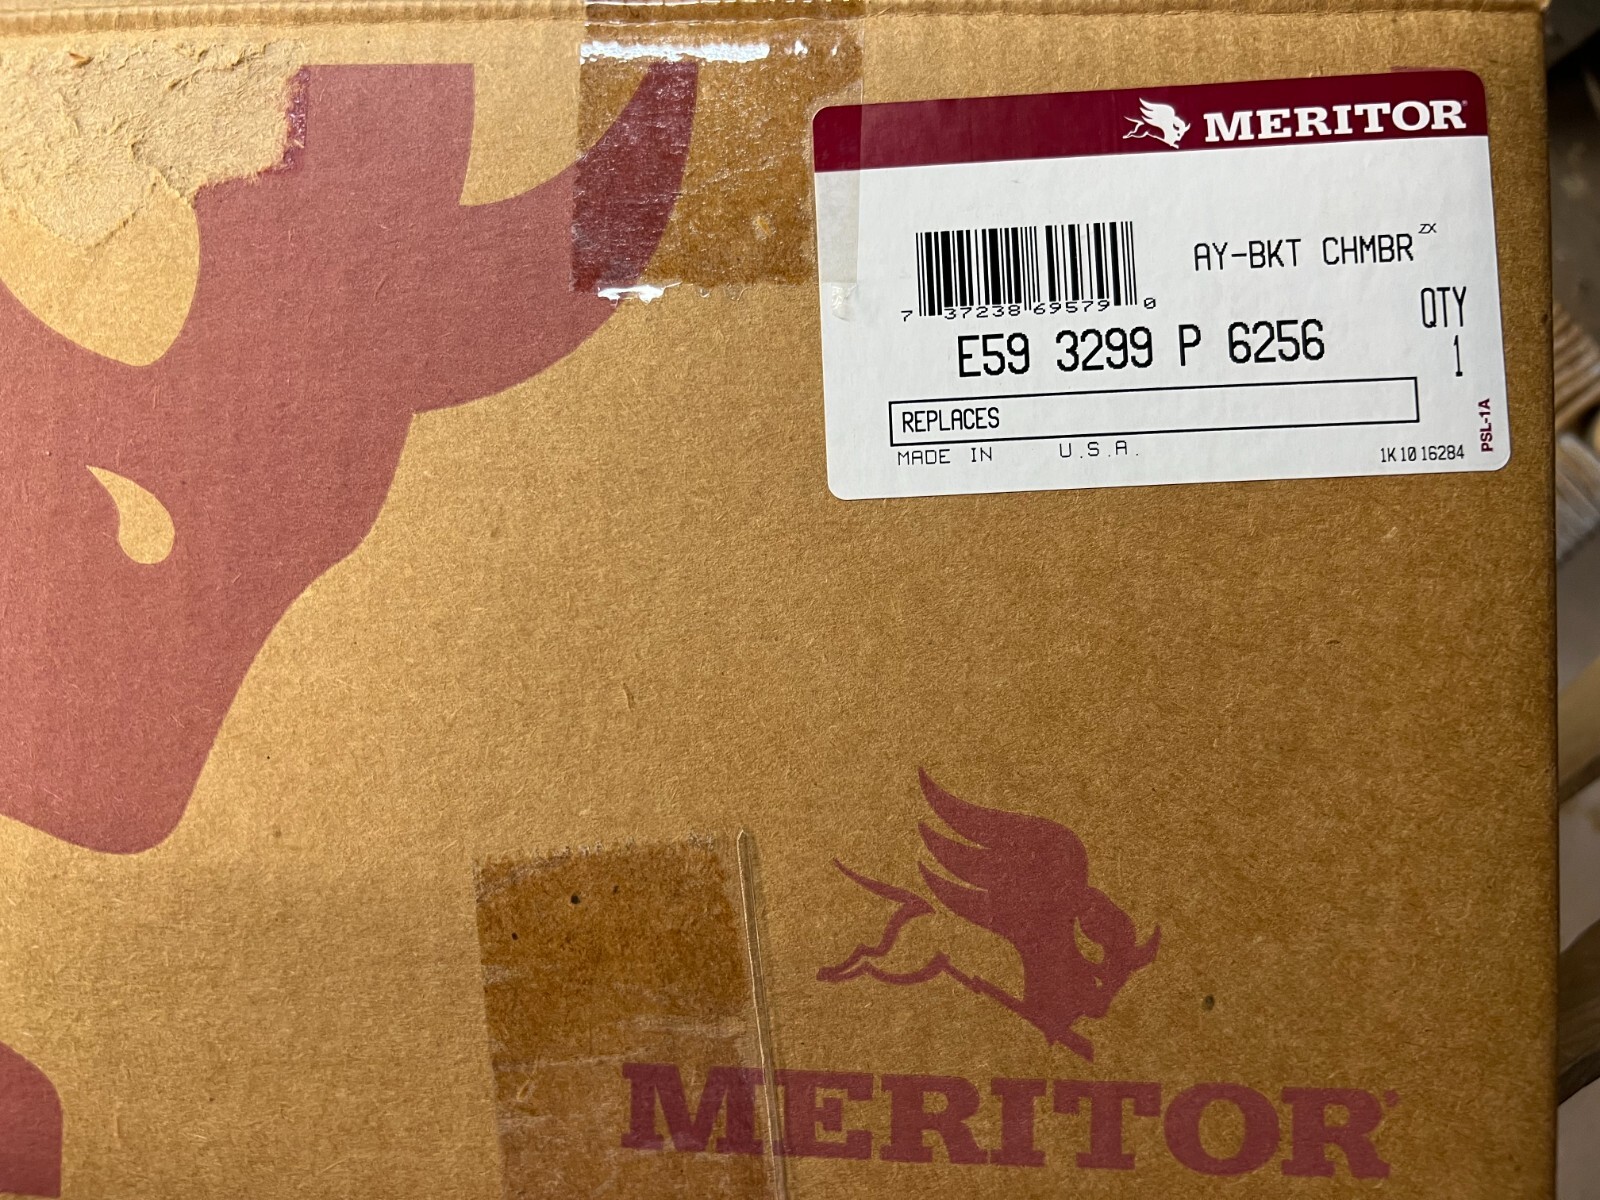 MERITOR
AY-BKT CHMBR ZX
7 37238 69579 0
QTY
1
E59 3299 P 6256
REPLACES
MADE IN U.S.A.
1K 10 16284
PSL-1A
MERITOR